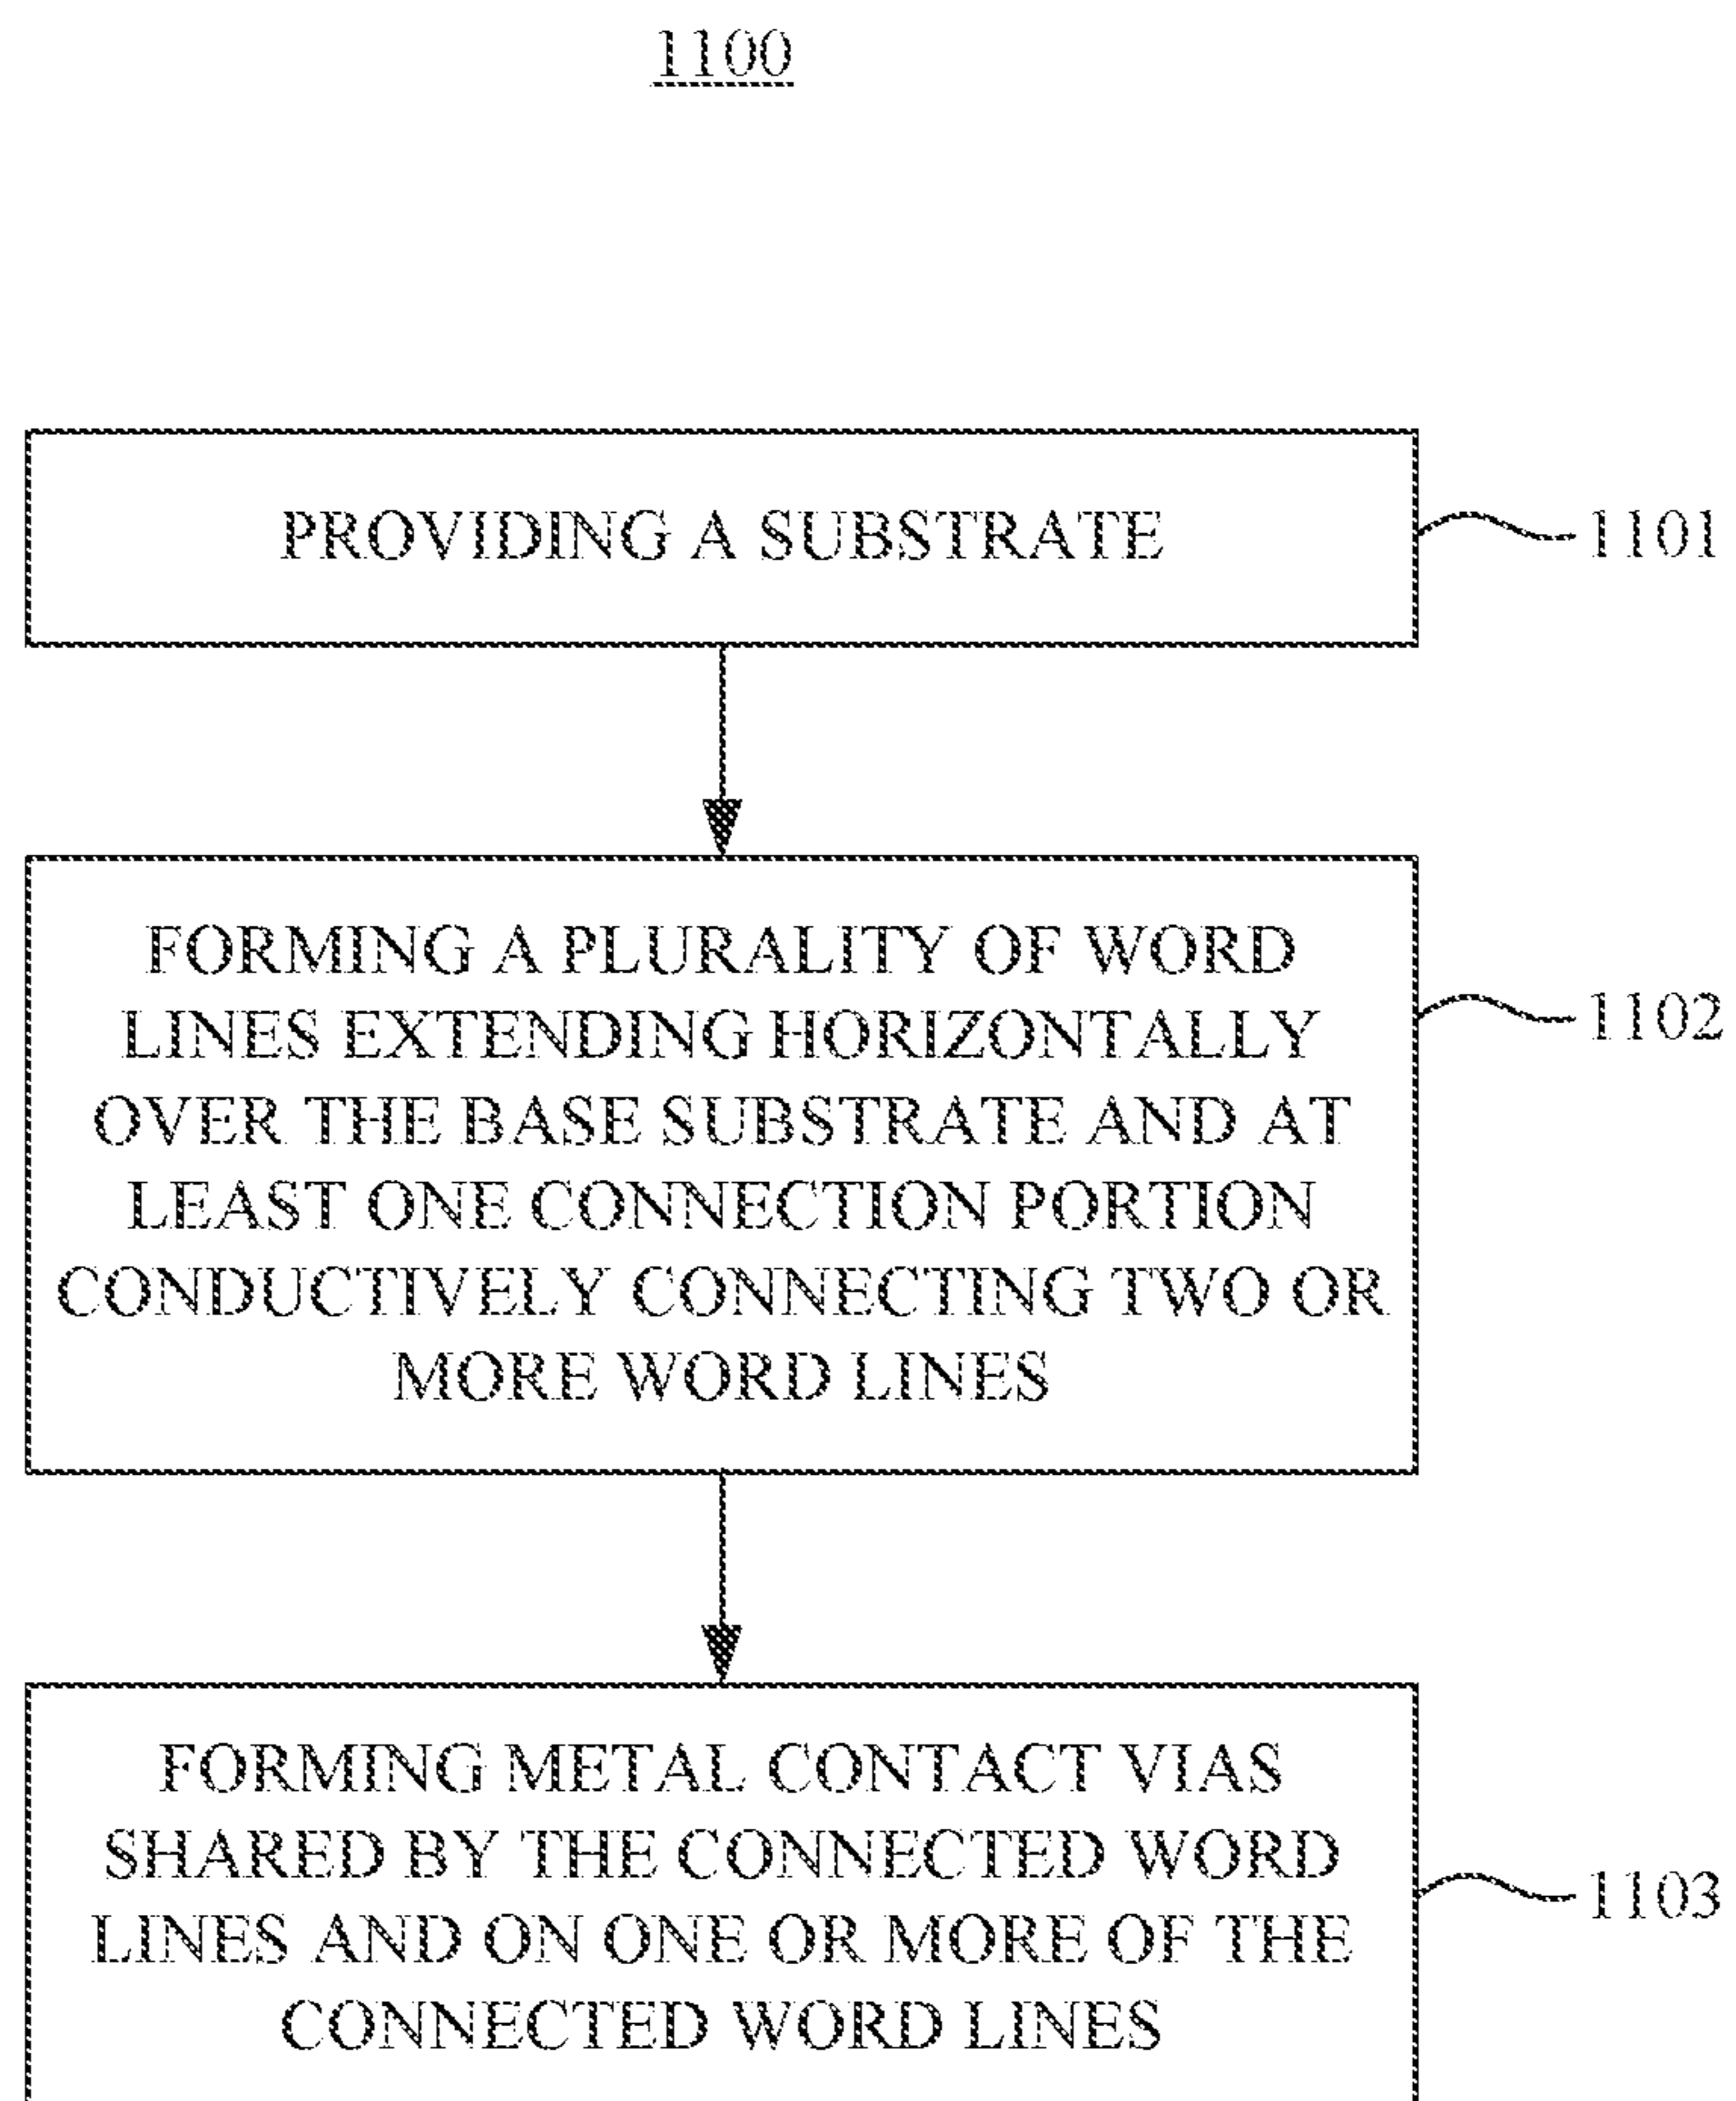 1100
PROVIDING A SUBSTRATE
1101
FORMING A PLURALITY OF WORD
LINES EXTENDING HORIZONTALLY
OVER THE BASE SUBSTRATE AND AT
LEAST ONE CONNECTION PORTION
CONDUCTIVELY CONNECTING TWO OR
MORE WORD LINES
1102
FORMING METAL CONTACT VIAS
SHARED BY THE CONNECTED WORD
LINES AND ON ONE OR MORE OF THE
CONNECTED WORD LINES
1103